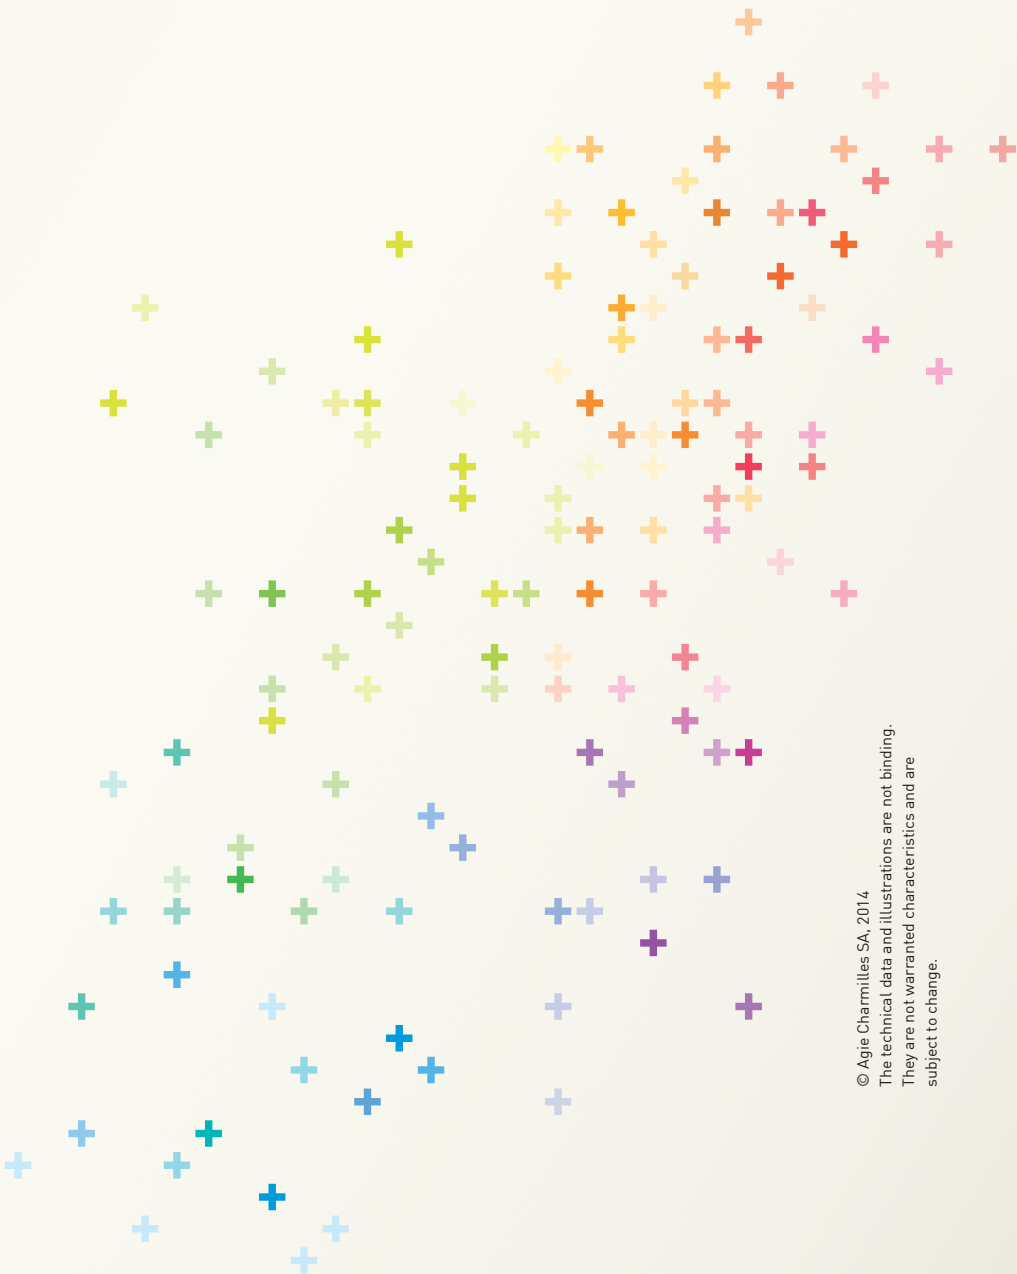 © Agie Charmilles SA, 2014
The technical data and illustrations are not binding.
They are not warranted characteristics and are
subject to change.